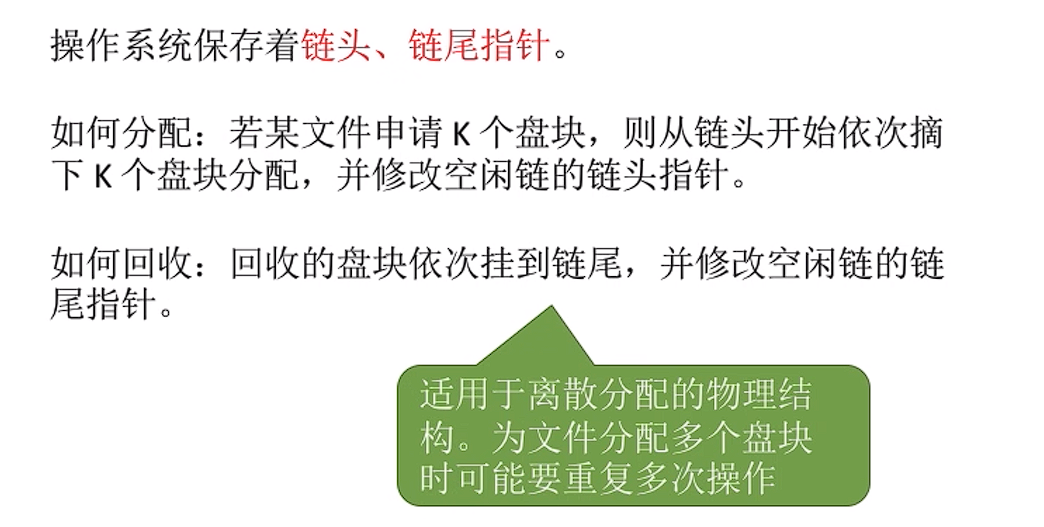 操作系统保存着链头、链尾指针。
如何分配：若某文件申请 K 个盘块，则从链头开始依次摘
下 K 个盘块分配，并修改空闲链的链头指针。
如何回收：回收的盘块依次挂到链尾，并修改空闲链的链
尾指针。
适用于离散分配的物理结
构。为文件分配多个盘块
时可能要重复多次操作